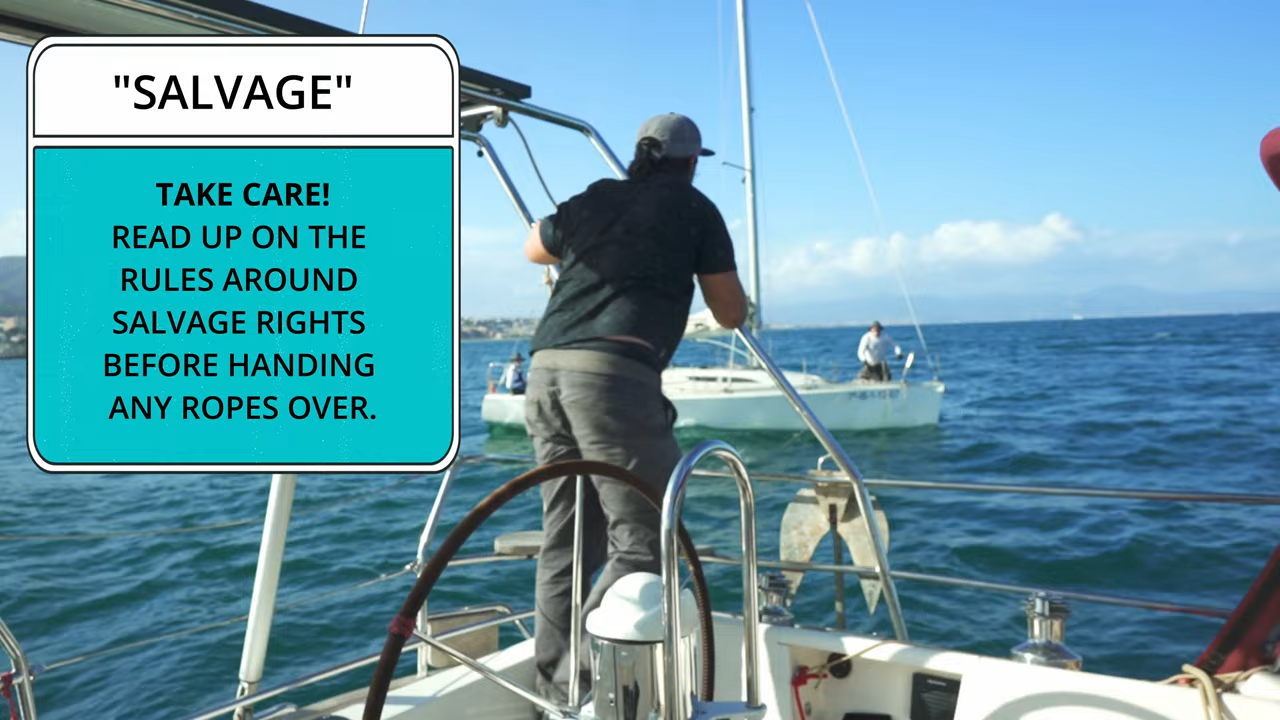 "SALVAGE"
TAKE CARE!
READ UP ON THE
RULES AROUND
SALVAGE RIGHTS
BEFORE HANDING
ANY ROPES OVER.